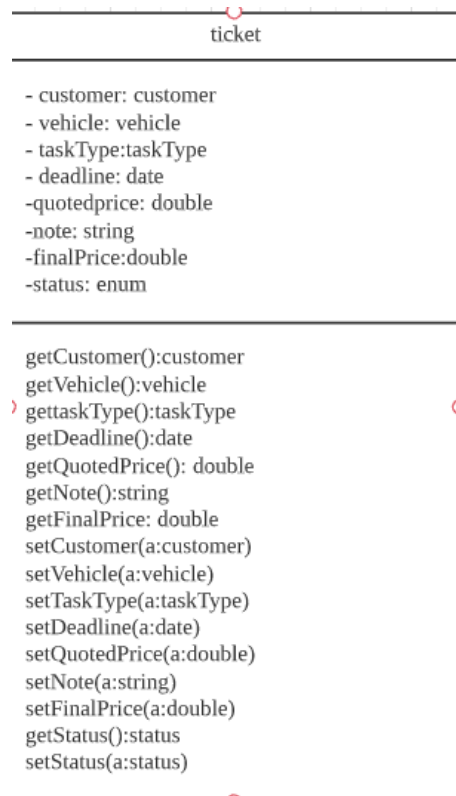 ticket
- customer: customer
- vehicle: vehicle
- taskType:taskType
- deadline: date
-quotedprice: double
-note: string
-finalPrice:double
-status: enum
getCustomer():customer
getVehicle():vehicle
gettaskType():taskType
getDeadline():date
getQuotedPrice(): double
getNote():string
getFinalPrice: double
setCustomer(a:customer)
setVehicle(a:vehicle)
setTaskType(a:taskType)
setDeadline(a:date)
setQuotedPrice(a:double)
setNote(a:string)
setFinalPrice(a:double)
getStatus():status
setStatus(a:status)